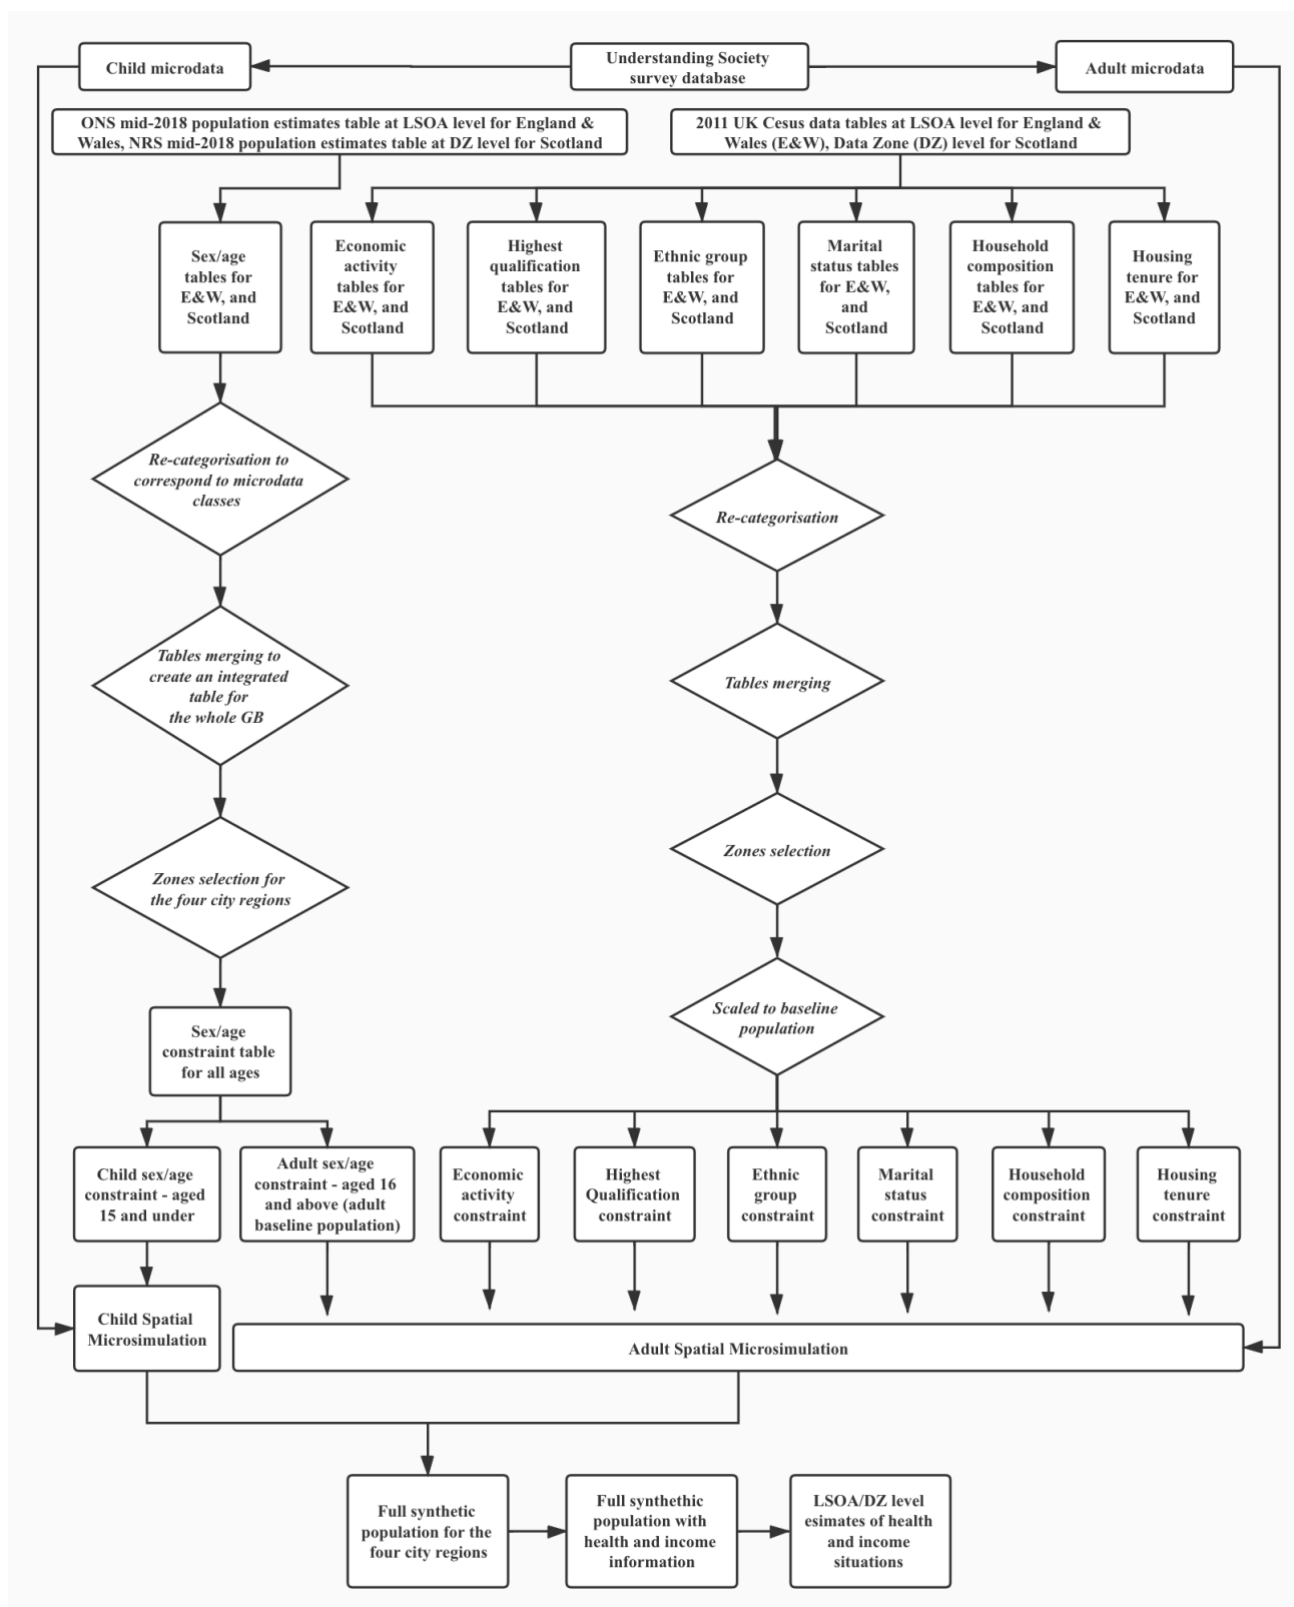 Child microdata
Understanding Society
survey database
Adult microdata
ONS mid-2018 population estimates table at LSOA level for England &
Wales, NRS mid-2018 population estimates table at DZ level for Scotland
2011 UK Cesus data tables at LSOA level for England &
Wales (E&W), Data Zone (DZ) level for Scotland
Sex/age
tables for
E&W, and
Scotland
Economic
activity
tables for
E&W, and
Scotland
Highest
qualification
tables for
E&W, and
Scotland
Ethnic group
tables for
E&W, and
Scotland
Marital
status tables
for E&W,
and
Scotland
Household
composition
tables for
E&W, and
Scotland
Housing
tenure for
E&W, and
Scotland
Re-categorisation to
correspond to microdata
classes
Re-categorisation
Tables merging to
create an integrated
table for
the whole GB
Tables merging
Zones selection for
the four city regions
Zones selection
Sex/age
constraint table
for all ages
Scaled to baseline
population
Child sex/age
constraint - aged
15 and under
Adult sex/age
constraint - aged 16
and above (adult
baseline population)
Economic
activity
constraint
Highest
Qualification
constraint
Ethnic
group
constraint
Marital
status
constraint
Household
composition
constraint
Housing
tenure
constraint
Child Spatial
Microsimulation
Adult Spatial Microsimulation
Full synthetic
population for the
four city regions
Full synthethic
population with
health and income
information
LSOA/DZ level
esimates of health
and income
situations